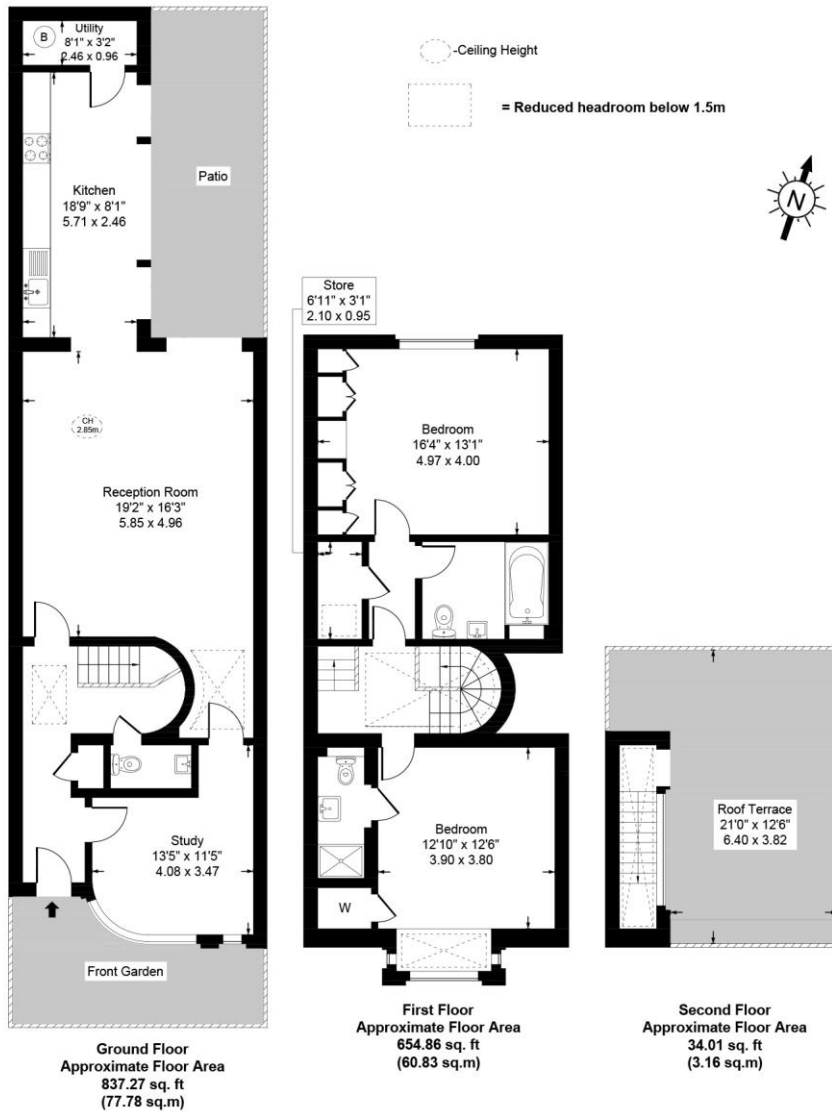 Utility
8'1" x 3'2"
2.46 x 0.96
B
-Ceiling Height
= Reduced headroom below 1.5m
N
Kitchen
18'9" x 8'1"
5.71 x 2.46
Patio
Store
6'11" x 3'1"
2.10 x 0.95
CH
2.85m
Reception Room
19'2" x 16'3"
5.85 x 4.96
Bedroom
16'4" x 13'1"
4.97 x 4.00
Study
13'5" x 11'5"
4.08 x 3.47
Bedroom
12'10" x 12'6"
3.90 x 3.80
W
Roof Terrace
21'0" x 12'6"
6.40 x 3.82
Front Garden
Ground Floor
Approximate Floor Area
837.27 sq. ft
(77.78 sq.m)
First Floor
Approximate Floor Area
654.86 sq. ft
(60.83 sq.m)
Second Floor
Approximate Floor Area
34.01 sq. ft
(3.16 sq.m)